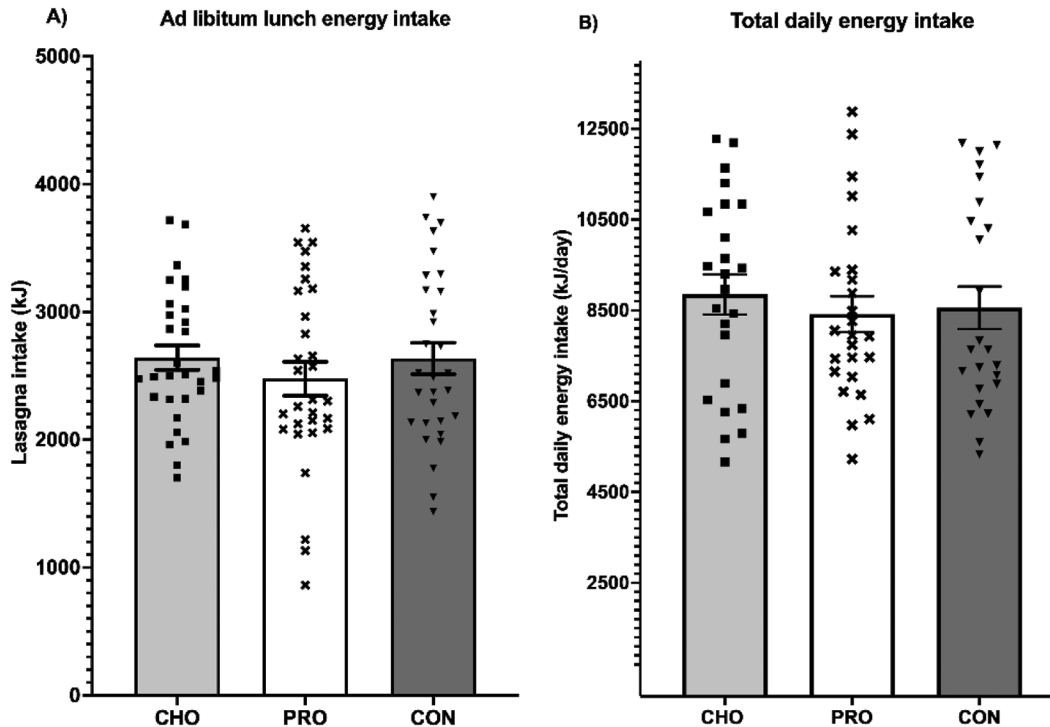 A) Ad libitum lunch energy intake
Lasagna intake (kJ)
5000
4000
3000
2000
1000
0
CHO PRO CON
B) Total daily energy intake
Total daily energy intake (kJ/day)
12500
10500
8500
6500
4500
2500
CHO PRO CON